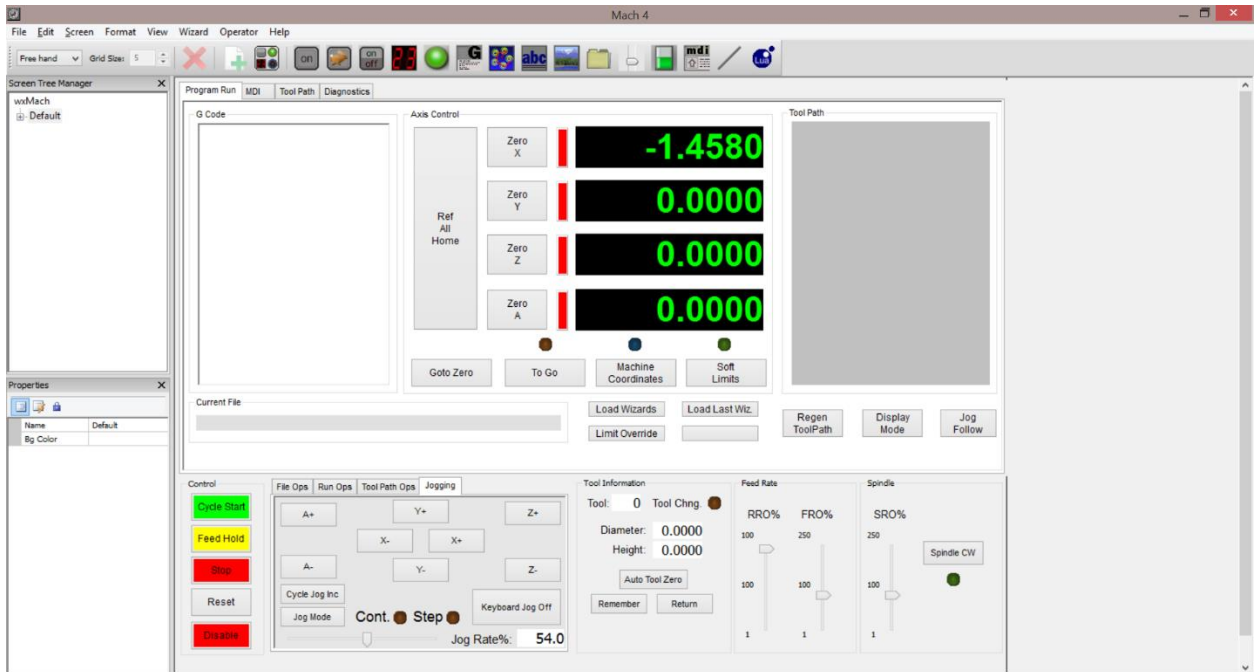 Mach 4
File Edit Screen Format View Wizard Operator Help
Free hand Grid Size: 5
on
on
off
G
abc
mdi
Lua
Screen Tree Manager X
wxMach
Default
Properties X
Name Default
Bg Color
Program Run MDI Tool Path Diagnostics
G Code
Axis Control
Tool Path
Ref
All
Home
Zero
X
-1.4580
Zero
Y
0.0000
Zero
Z
0.0000
Zero
A
0.0000
Goto Zero
To Go
Machine
Coordinates
Soft
Limits
Current File
Load Wizards Load Last Wiz.
Limit Override
Regen
ToolPath
Display
Mode
Jog
Follow
Control
Cycle Start
Feed Hold
Stop
Reset
Disable
File Ops Run Ops Tool Path Ops Jogging
A+ Y+ Z+
X- X+
A- Y- Z-
Cycle Jog Inc
Jog Mode Cont. Step Keyboard Jog Off
Jog Rate%: 54.0
Tool Information
Tool: 0 Tool Chng.
Diameter: 0.0000
Height: 0.0000
Auto Tool Zero
Remember Return
Feed Rate
RRO% FRO%
100 250
100 100
1 1
Spindle
SRO%
250
100
1
Spindle CW